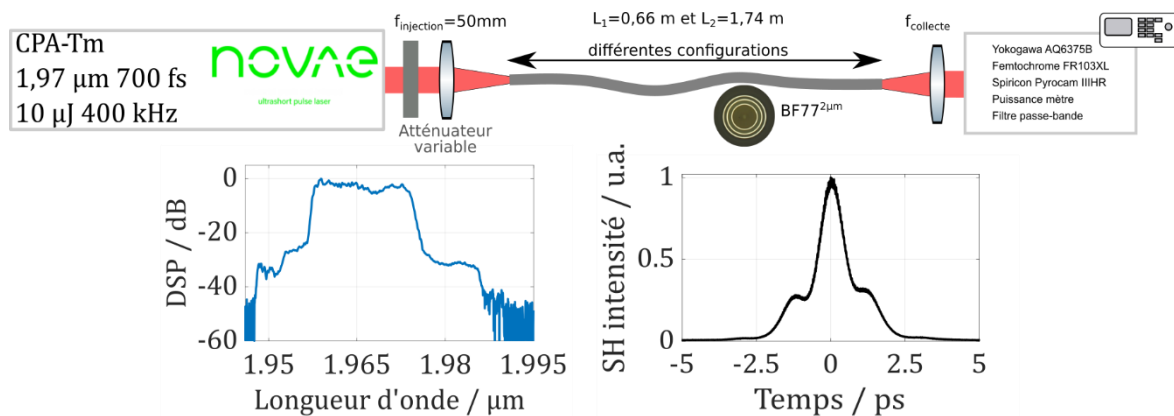 CPA-Tm
1,97 µm 700 fs
10 µJ 400 kHz
novae
ultrashort pulse laser
Atténuateur
variable
f_injection=50mm
L₁=0,66 m et L₂=1,74 m
différentes configurations
BF77²µᵐ
f_collecte
Yokogawa AQ6375B
Femtochrome FR103XL
Spiricon Pyrocam IIIHR
Puissance mètre
Filtre passe-bande
DSP / dB
0
-20
-40
-60
1.95 1.965 1.98 1.995
Longueur d'onde / µm
SH intensité / u.a.
1
0.5
0
-5 -2.5 0 2.5 5
Temps / ps